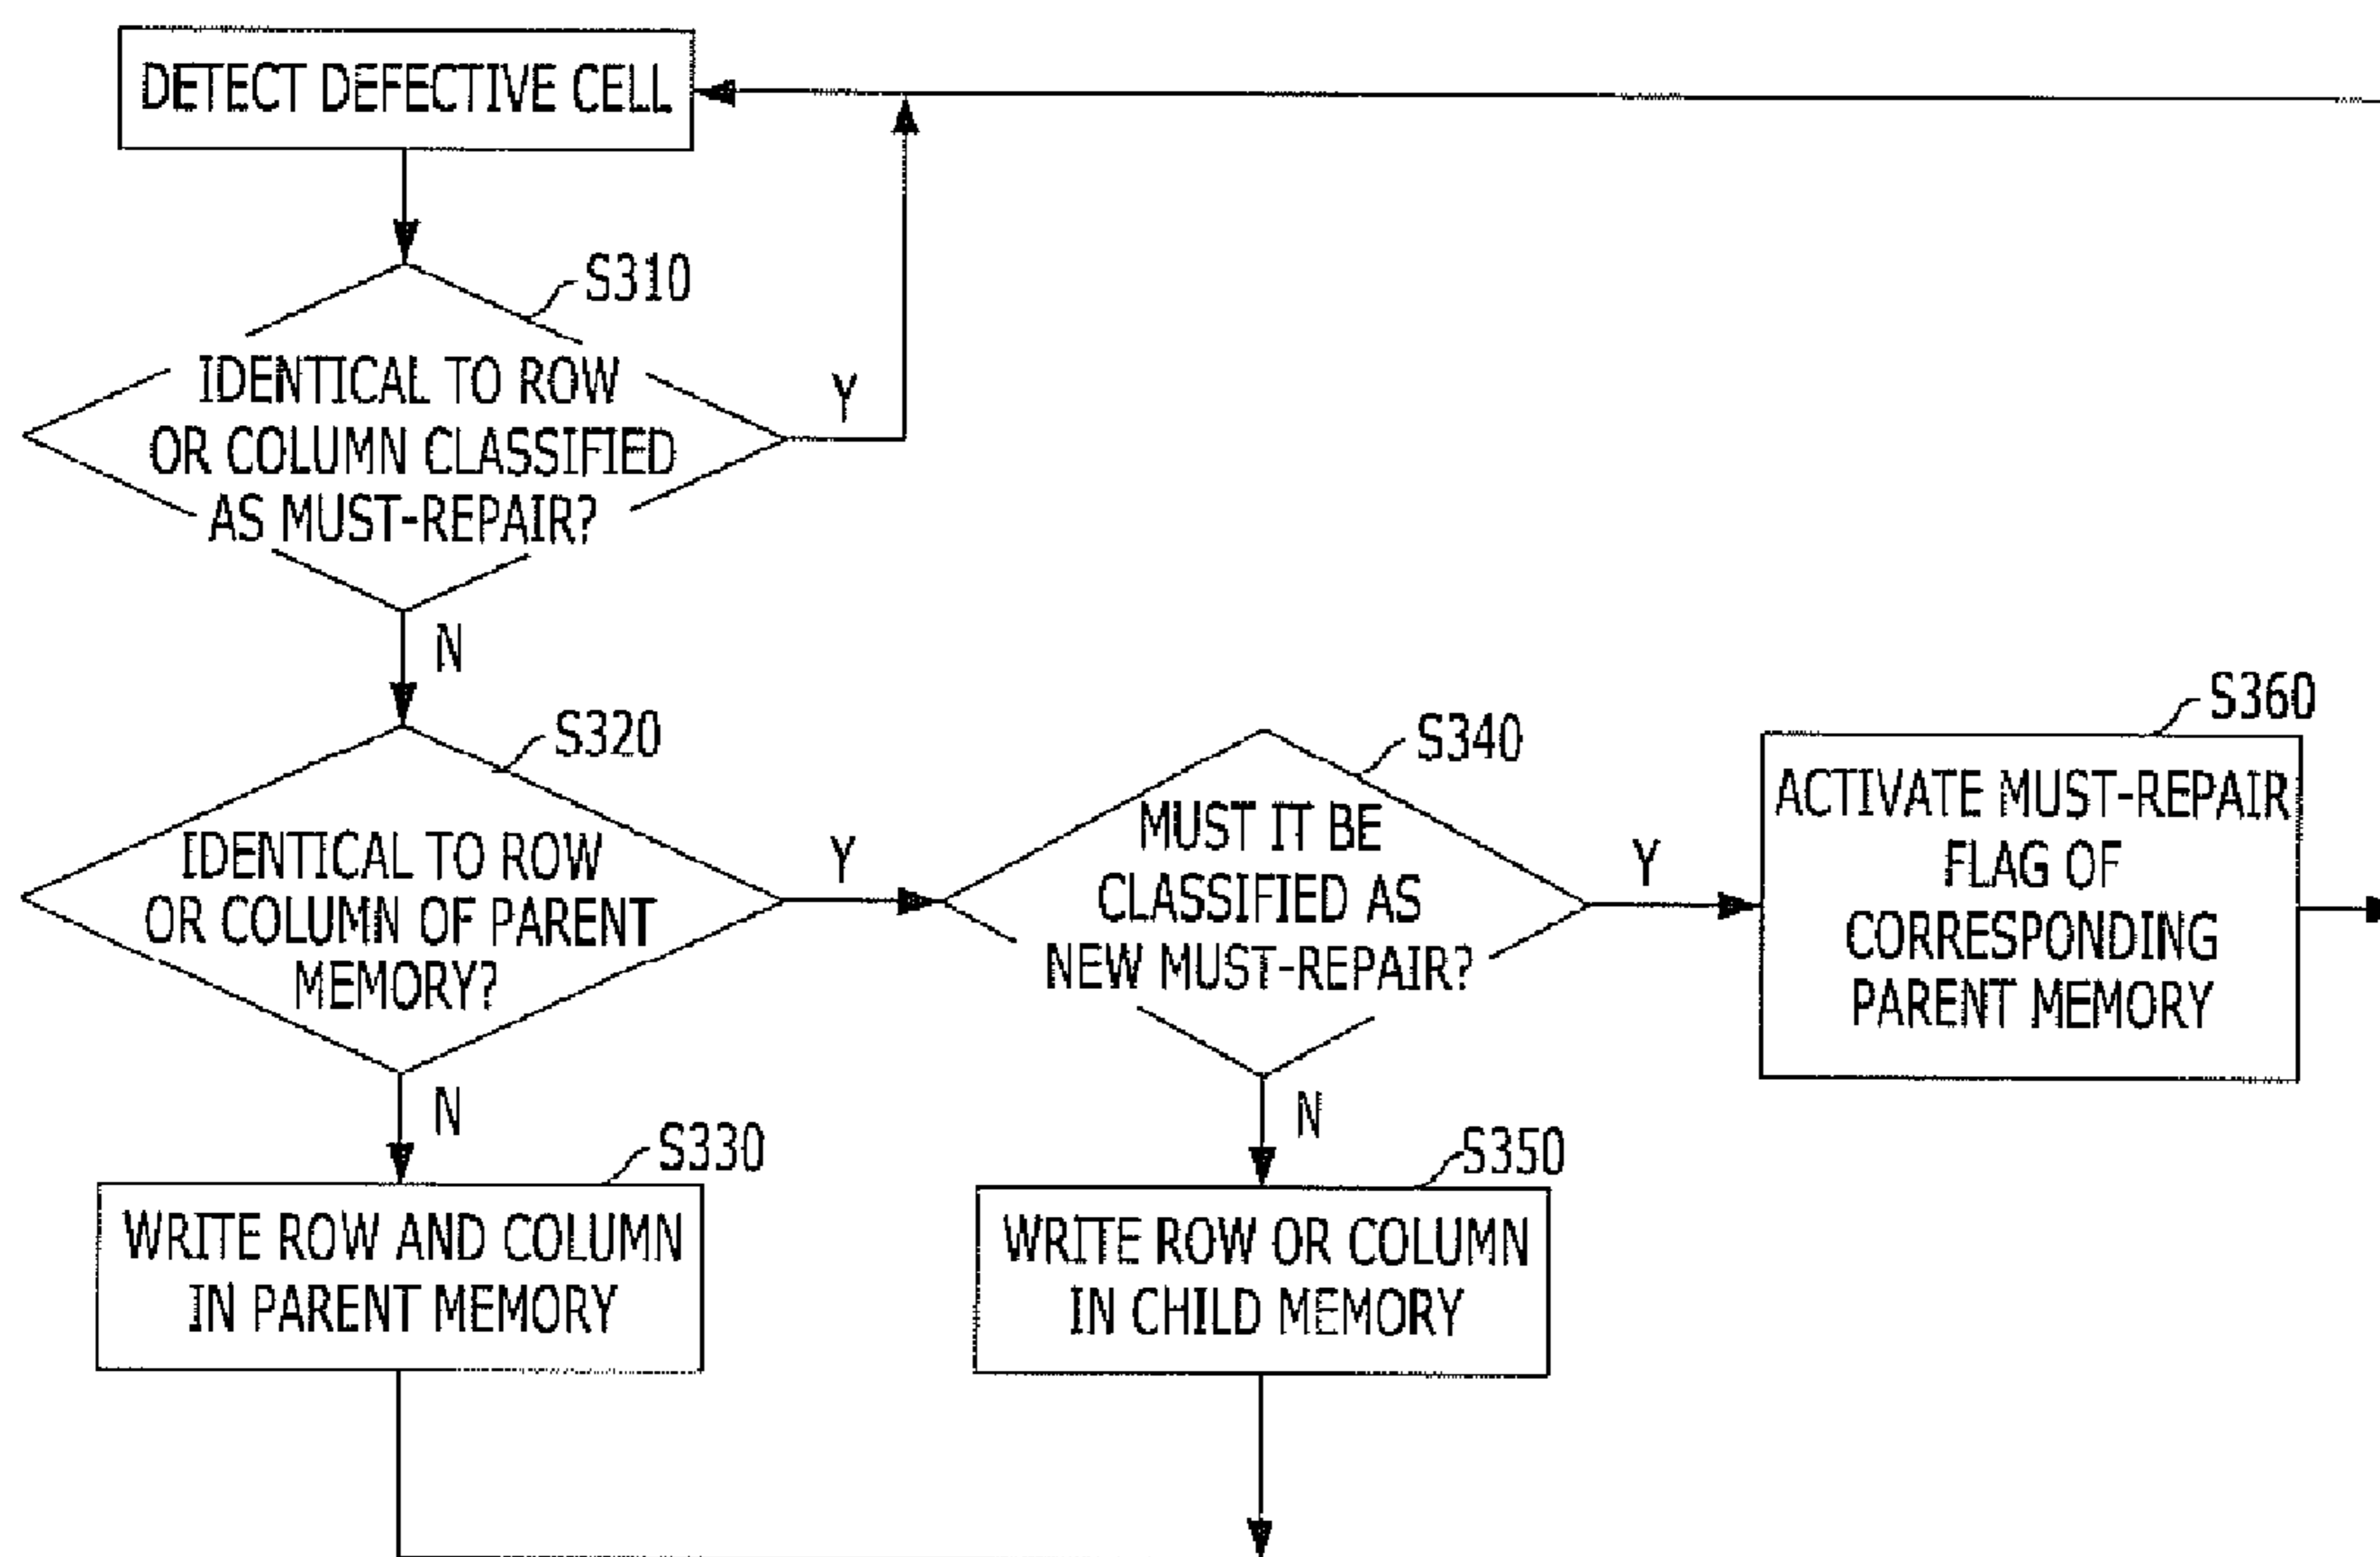 DETECT DEFECTIVE CELL
S310
IDENTICAL TO ROW
OR COLUMN CLASSIFIED
AS MUST-REPAIR?
Y
N
S320
IDENTICAL TO ROW
OR COLUMN OF PARENT
MEMORY?
Y
N
S340
MUST IT BE
CLASSIFIED AS
NEW MUST-REPAIR?
Y
N
S360
ACTIVATE MUST-REPAIR
FLAG OF
CORRESPONDING
PARENT MEMORY
S330
WRITE ROW AND COLUMN
IN PARENT MEMORY
S350
WRITE ROW OR COLUMN
IN CHILD MEMORY